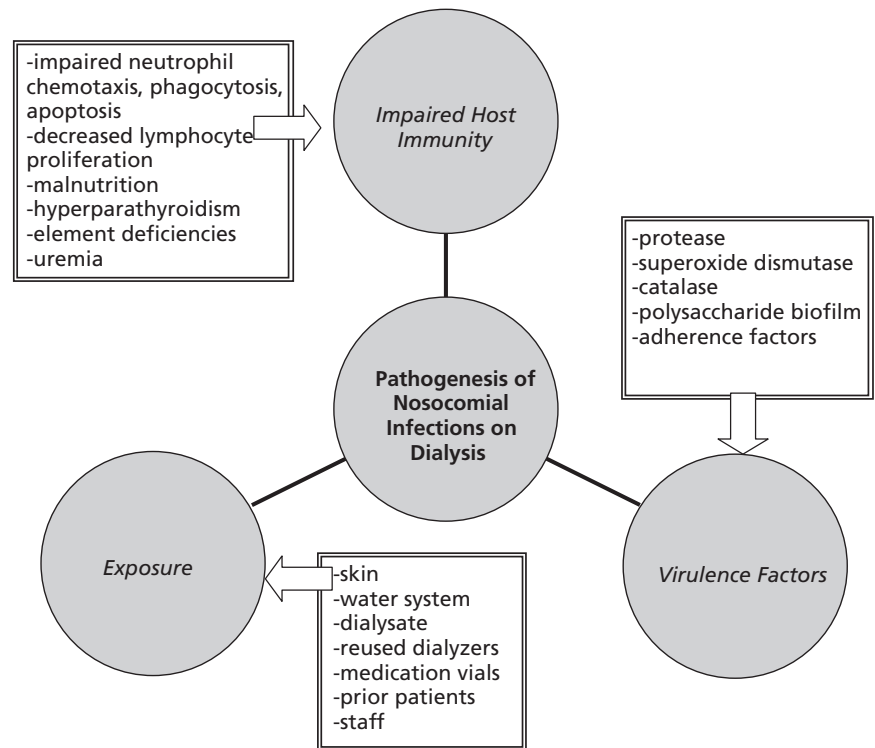 -impaired neutrophil
chemotaxis, phagocytosis,
apoptosis
-decreased lymphocyte
proliferation
-malnutrition
-hyperparathyroidism
-element deficiencies
-uremia
Impaired Host
Immunity
-protease
-superoxide dismutase
-catalase
-polysaccharide biofilm
-adherence factors
Pathogenesis of
Nosocomial
Infections on
Dialysis
Exposure
-skin
-water system
-dialysate
-reused dialyzers
-medication vials
-prior patients
-staff
Virulence Factors